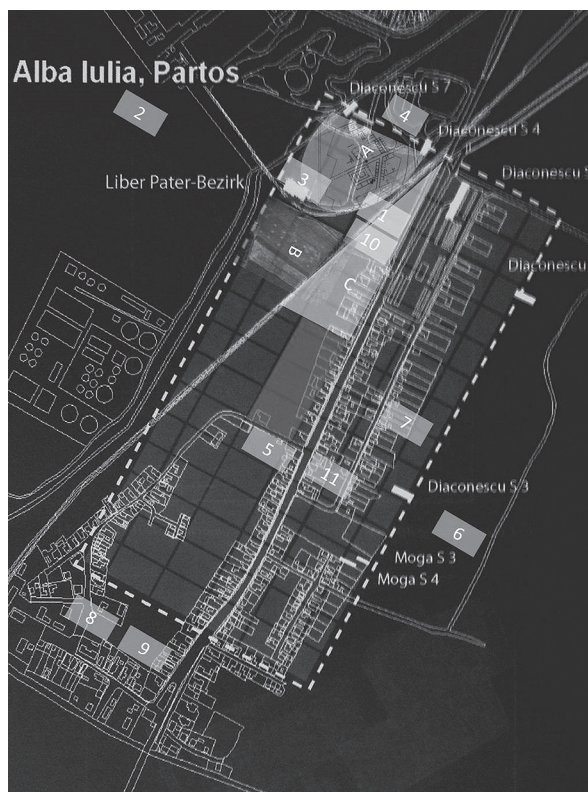 Alba Iulia, Partos
Diaconescu S 7
2
4
A
Diaconescu S 4
Diaconescu S
3
Liber Pater-Bezirk
1
10
B
Diaconescu
C
7
5
11
Diaconescu S 3
6
Moga S 3
Moga S 4
8
9